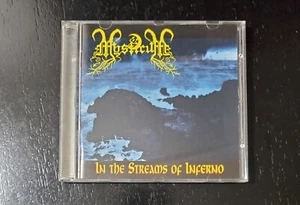 Mysticum
In the Streams of Inferno